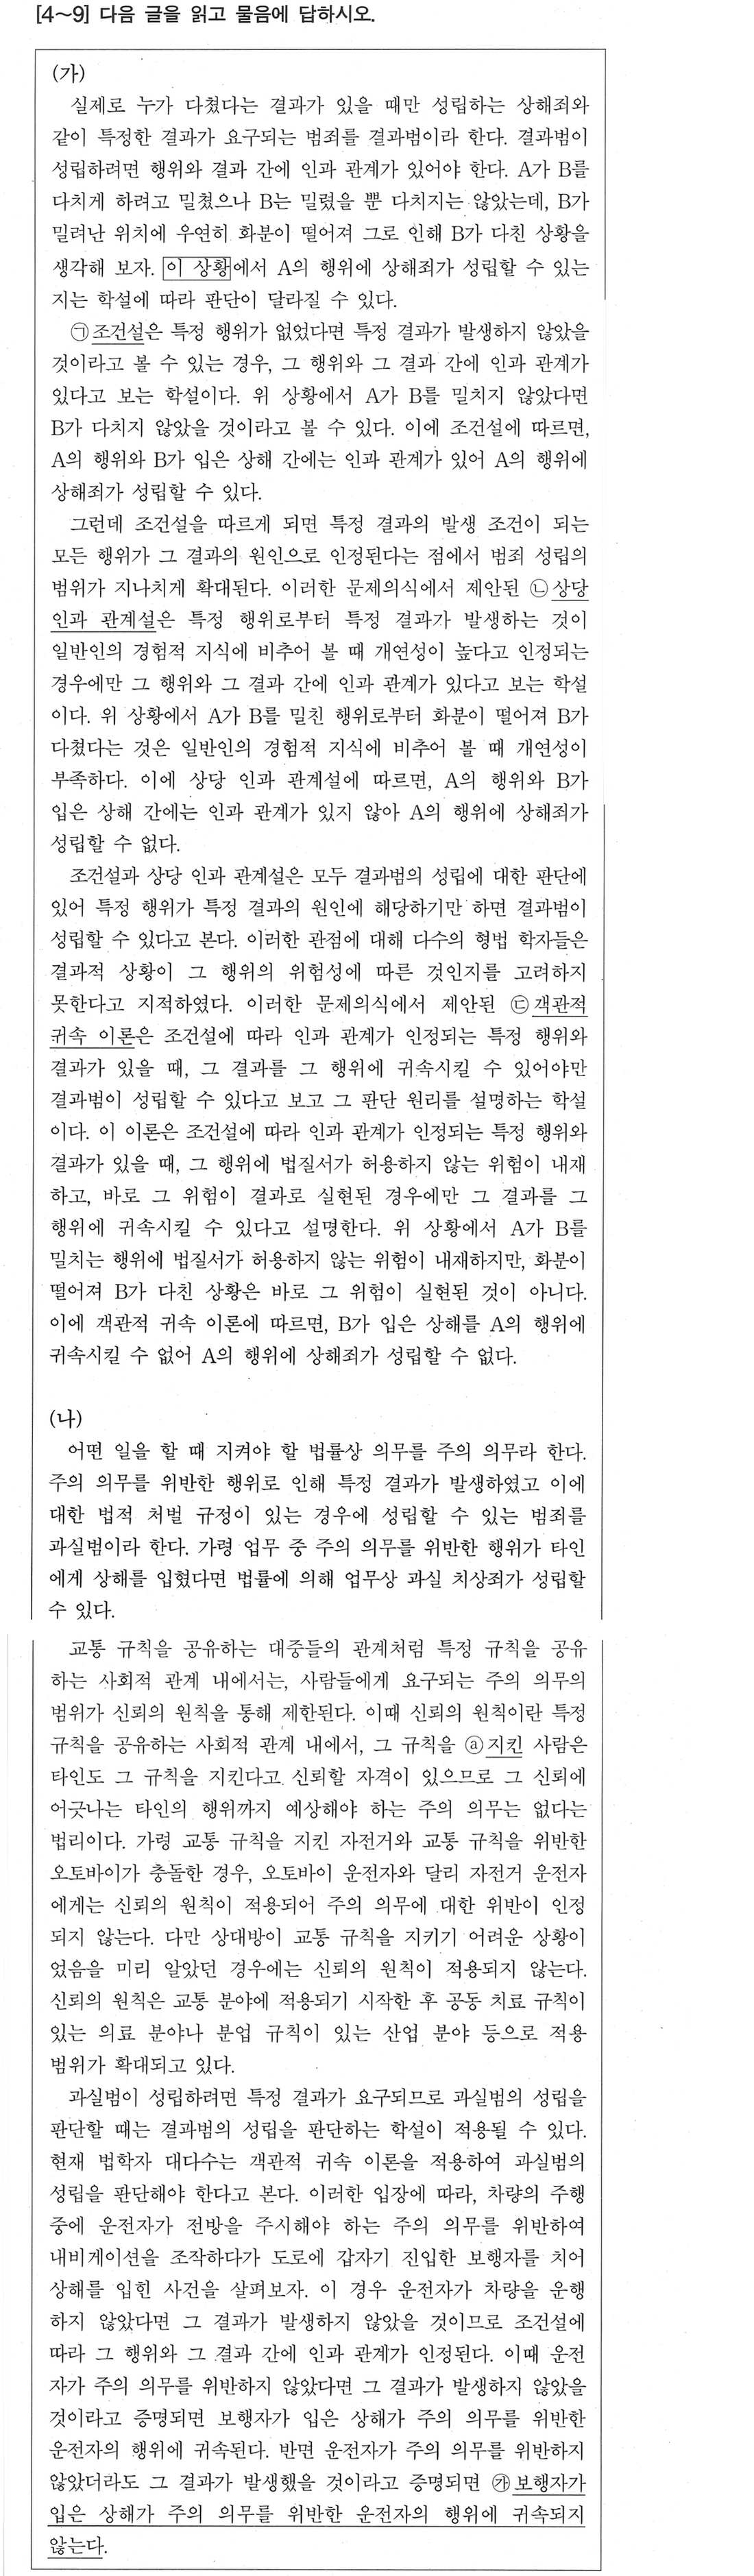 [4~9] 다음 글을 읽고 물음에 답하시오.
(가)
실제로 누가 다쳤다는 결과가 있을 때만 성립하는 상해죄와
같이 특정한 결과가 요구되는 범죄를 결과범이라 한다. 결과범이
성립하려면 행위와 결과 간에 인과 관계가 있어야 한다. A가 B를
다치게 하려고 밀쳤으나 B는 밀렸을 뿐 다치지는 않았는데, B가
밀려난 위치에 우연히 화분이 떨어져 그로 인해 B가 다친 상황을
생각해 보자. 이 상황에서 A의 행위에 상해죄가 성립할 수 있는
지는 학설에 따라 판단이 달라질 수 있다.
㉠조건설은 특정 행위가 없었다면 특정 결과가 발생하지 않았을
것이라고 볼 수 있는 경우, 그 행위와 그 결과 간에 인과 관계가
있다고 보는 학설이다. 위 상황에서 A가 B를 밀치지 않았다면
B가 다치지 않았을 것이라고 볼 수 있다. 이에 조건설에 따르면,
A의 행위와 B가 입은 상해 간에는 인과 관계가 있어 A의 행위에
상해죄가 성립할 수 있다.
그런데 조건설을 따르게 되면 특정 결과의 발생 조건이 되는
모든 행위가 그 결과의 원인으로 인정된다는 점에서 범죄 성립의
범위가 지나치게 확대된다. 이러한 문제의식에서 제안된 ㉡상당
인과 관계설은 특정 행위로부터 특정 결과가 발생하는 것이
일반인의 경험적 지식에 비추어 볼 때 개연성이 높다고 인정되는
경우에만 그 행위와 그 결과 간에 인과 관계가 있다고 보는 학설
이다. 위 상황에서 A가 B를 밀친 행위로부터 화분이 떨어져 B가
다쳤다는 것은 일반인의 경험적 지식에 비추어 볼 때 개연성이
부족하다. 이에 상당 인과 관계설에 따르면, A의 행위와 B가
입은 상해 간에는 인과 관계가 있지 않아 A의 행위에 상해죄가
성립할 수 없다.
조건설과 상당 인과 관계설은 모두 결과범의 성립에 대한 판단에
있어 특정 행위가 특정 결과의 원인에 해당하기만 하면 결과범이
성립할 수 있다고 본다. 이러한 관점에 대해 다수의 형법 학자들은
결과적 상황이 그 행위의 위험성에 따른 것인지를 고려하지
못한다고 지적하였다. 이러한 문제의식에서 제안된 ㉢객관적
귀속 이론은 조건설에 따라 인과 관계가 인정되는 특정 행위와
결과가 있을 때, 그 결과를 그 행위에 귀속시킬 수 있어야만
결과범이 성립할 수 있다고 보고 그 판단 원리를 설명하는 학설
이다. 이 이론은 조건설에 따라 인과 관계가 인정되는 특정 행위와
결과가 있을 때, 그 행위에 법질서가 허용하지 않는 위험이 내재
하고, 바로 그 위험이 결과로 실현된 경우에만 그 결과를 그
행위에 귀속시킬 수 있다고 설명한다. 위 상황에서 A가 B를
밀치는 행위에 법질서가 허용하지 않는 위험이 내재하지만, 화분이
떨어져 B가 다친 상황은 바로 그 위험이 실현된 것이 아니다.
이에 객관적 귀속 이론에 따르면, B가 입은 상해를 A의 행위에
귀속시킬 수 없어 A의 행위에 상해죄가 성립할 수 없다.
(나)
어떤 일을 할 때 지켜야 할 법률상 의무를 주의 의무라 한다.
주의 의무를 위반한 행위로 인해 특정 결과가 발생하였고 이에
대한 법적 처벌 규정이 있는 경우에 성립할 수 있는 범죄를
과실범이라 한다. 가령 업무 중 주의 의무를 위반한 행위가 타인
에게 상해를 입혔다면 법률에 의해 업무상 과실 치상죄가 성립할
수 있다.
교통 규칙을 공유하는 대중들의 관계처럼 특정 규칙을 공유
하는 사회적 관계 내에서는, 사람들에게 요구되는 주의 의무의
범위가 신뢰의 원칙을 통해 제한된다. 이때 신뢰의 원칙이란 특정
규칙을 공유하는 사회적 관계 내에서, 그 규칙을 ⓐ지킨 사람은
타인도 그 규칙을 지킨다고 신뢰할 자격이 있으므로 그 신뢰에
어긋나는 타인의 행위까지 예상해야 하는 주의 의무는 없다는
법리이다. 가령 교통 규칙을 지킨 자전거와 교통 규칙을 위반한
오토바이가 충돌한 경우, 오토바이 운전자와 달리 자전거 운전자
에게는 신뢰의 원칙이 적용되어 주의 의무에 대한 위반이 인정
되지 않는다. 다만 상대방이 교통 규칙을 지키기 어려운 상황이
었음을 미리 알았던 경우에는 신뢰의 원칙이 적용되지 않는다.
신뢰의 원칙은 교통 분야에 적용되기 시작한 후 공동 치료 규칙이
있는 의료 분야나 분업 규칙이 있는 산업 분야 등으로 적용
범위가 확대되고 있다.
과실범이 성립하려면 특정 결과가 요구되므로 과실범의 성립을
판단할 때는 결과범의 성립을 판단하는 학설이 적용될 수 있다.
현재 법학자 대다수는 객관적 귀속 이론을 적용하여 과실범의
성립을 판단해야 한다고 본다. 이러한 입장에 따라, 차량의 주행
중에 운전자가 전방을 주시해야 하는 주의 의무를 위반하여
내비게이션을 조작하다가 도로에 갑자기 진입한 보행자를 치어
상해를 입힌 사건을 살펴보자. 이 경우 운전자가 차량을 운행
하지 않았다면 그 결과가 발생하지 않았을 것이므로 조건설에
따라 그 행위와 그 결과 간에 인과 관계가 인정된다. 이때 운전
자가 주의 의무를 위반하지 않았다면 그 결과가 발생하지 않았을
것이라고 증명되면 보행자가 입은 상해가 주의 의무를 위반한
운전자의 행위에 귀속된다. 반면 운전자가 주의 의무를 위반하지
않았더라도 그 결과가 발생했을 것이라고 증명되면 ㉮보행자가
입은 상해가 주의 의무를 위반한 운전자의 행위에 귀속되지
않는다.